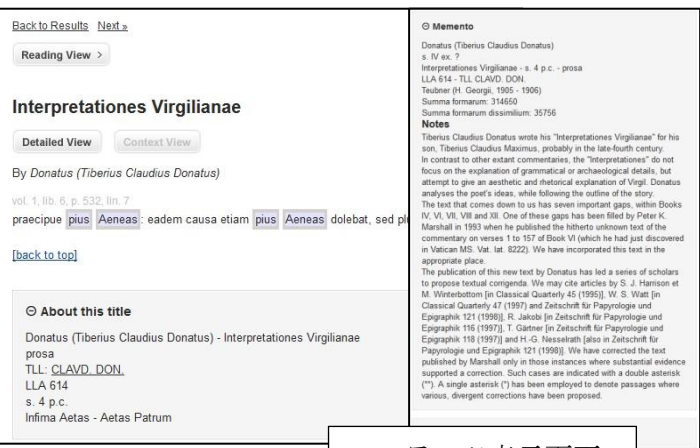 Back to Results Next »
Reading View >
Interpretationes Virgilianae
Detailed View Context View
By Donatus (Tiberius Claudius Donatus)
vol. 1, lib. 6, p. 532, lin. 7
praecipue pius Aeneas : eadem causa etiam pius Aeneas dolebat, sed pl
[back to top]
⊝ About this title
Donatus (Tiberius Claudius Donatus) - Interpretationes Virgilianae
prosa
TLL: CLAVD. DON.
LLA 614
s. 4 p.c.
Infima Aetas - Aetas Patrum
⊝ Memento
Donatus (Tiberius Claudius Donatus)
s. IV ex. ?
Interpretationes Virgilianae - s. 4 p.c. - prosa
LLA 614 - TLL CLAVD. DON.
Teubner (H. Georgii, 1905 - 1906)
Summa formarum: 314650
Summa formarum dissimilium: 35756
Notes
Tiberius Claudius Donatus wrote his "Interpretationes Virgilianae" for his
son, Tiberius Claudius Maximus, probably in the late-fourth century.
In contrast to other extant commentaries, the "Interpretationes" do not
focus on the explanation of grammatical or archaeological details, but
attempt to give an aesthetic and rhetorical explanation of Virgil. Donatus
analyses the poet's ideas, while following the outline of the story.
The text that comes down to us has seven important gaps, within Books
IV, VI, VII, VIII and XII. One of these gaps has been filled by Peter K.
Marshall in 1993 when he published the hitherto unknown text of the
commentary on verses 1 to 157 of Book VI (which he had just discovered
in Vatican MS. Vat. lat. 8222). We have incorporated this text in the
appropriate place.
The publication of this new text by Donatus has led a series of scholars
to propose textual corrigenda. We may cite articles by S. J. Harrison et
M. Winterbottom [in Classical Quarterly 45 (1995)], W. S. Watt [in
Classical Quarterly 47 (1997) and Zeitschrift für Papyrologie und
Epigraphik 121 (1998)], R. Jakobi [in Zeitschrift für Papyrologie und
Epigraphik 116 (1997)], T. Gärtner [in Zeitschrift für Papyrologie und
Epigraphik 118 (1997)] and H.-G. Nesselrath [also in Zeitschrift für
Papyrologie und Epigraphik 121 (1998)]. We have corrected the text
published by Marshall only in those instances where substantial evidence
supported a correction. Such cases are indicated with a double asterisk
(**). A single asterisk (*) has been employed to denote passages where
various, divergent corrections have been proposed.